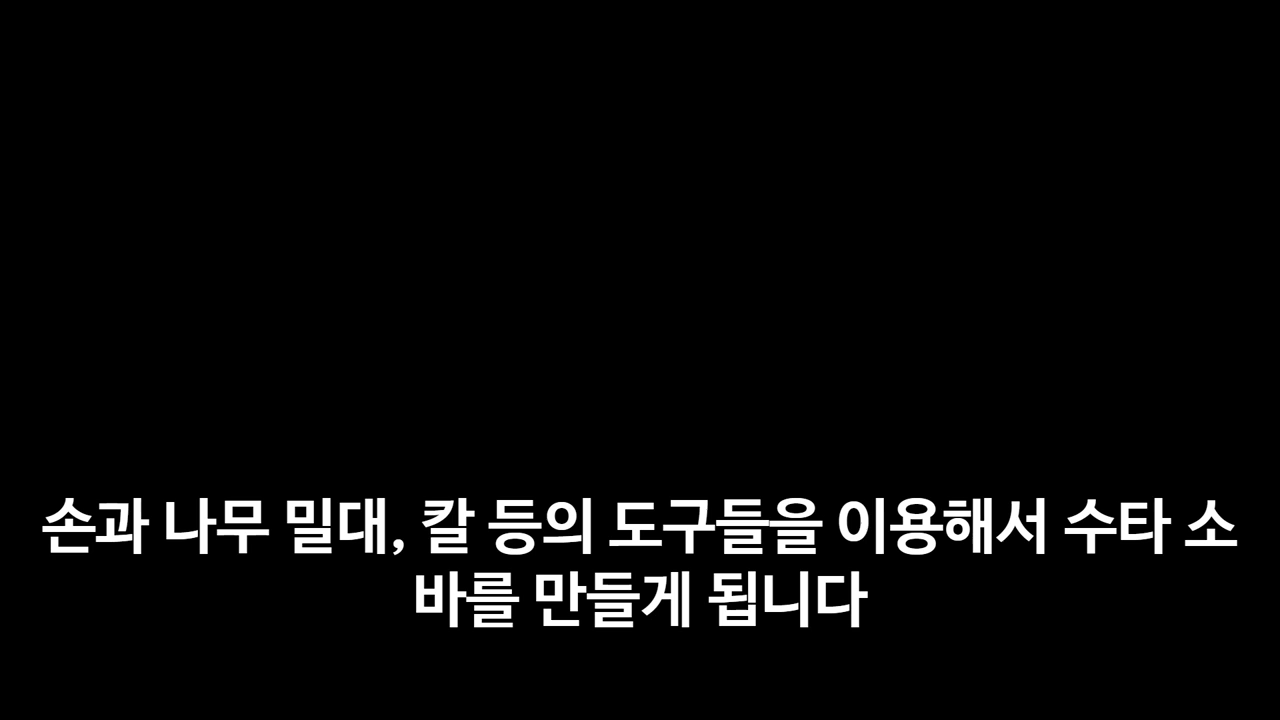 손과 나무 밀대, 칼 등의 도구들을 이용해서 수타 소
바를 만들게 됩니다